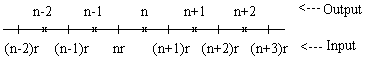 n-2 n-1 n n+1 n+2 <--- Output
(n-2)r (n-1)r nr (n+1)r (n+2)r (n+3)r <--- Input